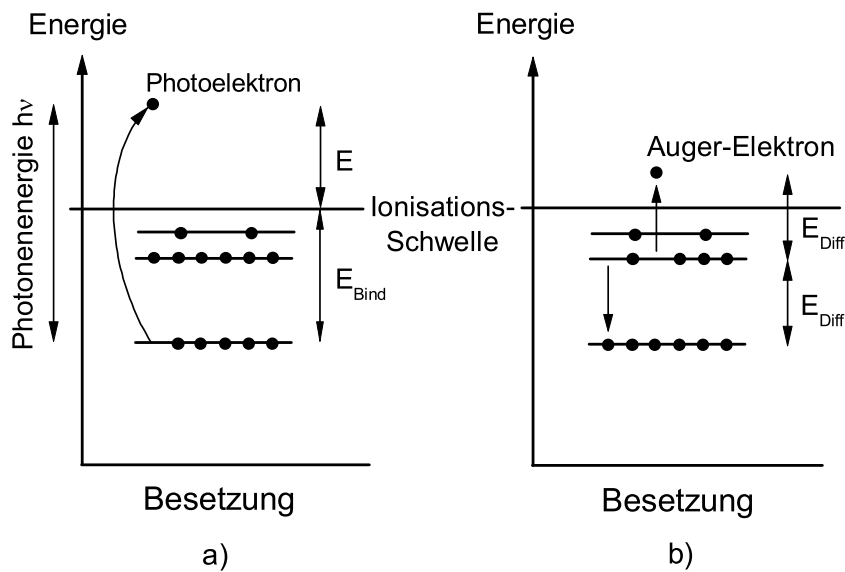 Energie
Photoelektron
Photonenenergie hν
E
E_Bind
Besetzung
a)
Ionisations-
Schwelle
Energie
Auger-Elektron
E_Diff
E_Diff
Besetzung
b)